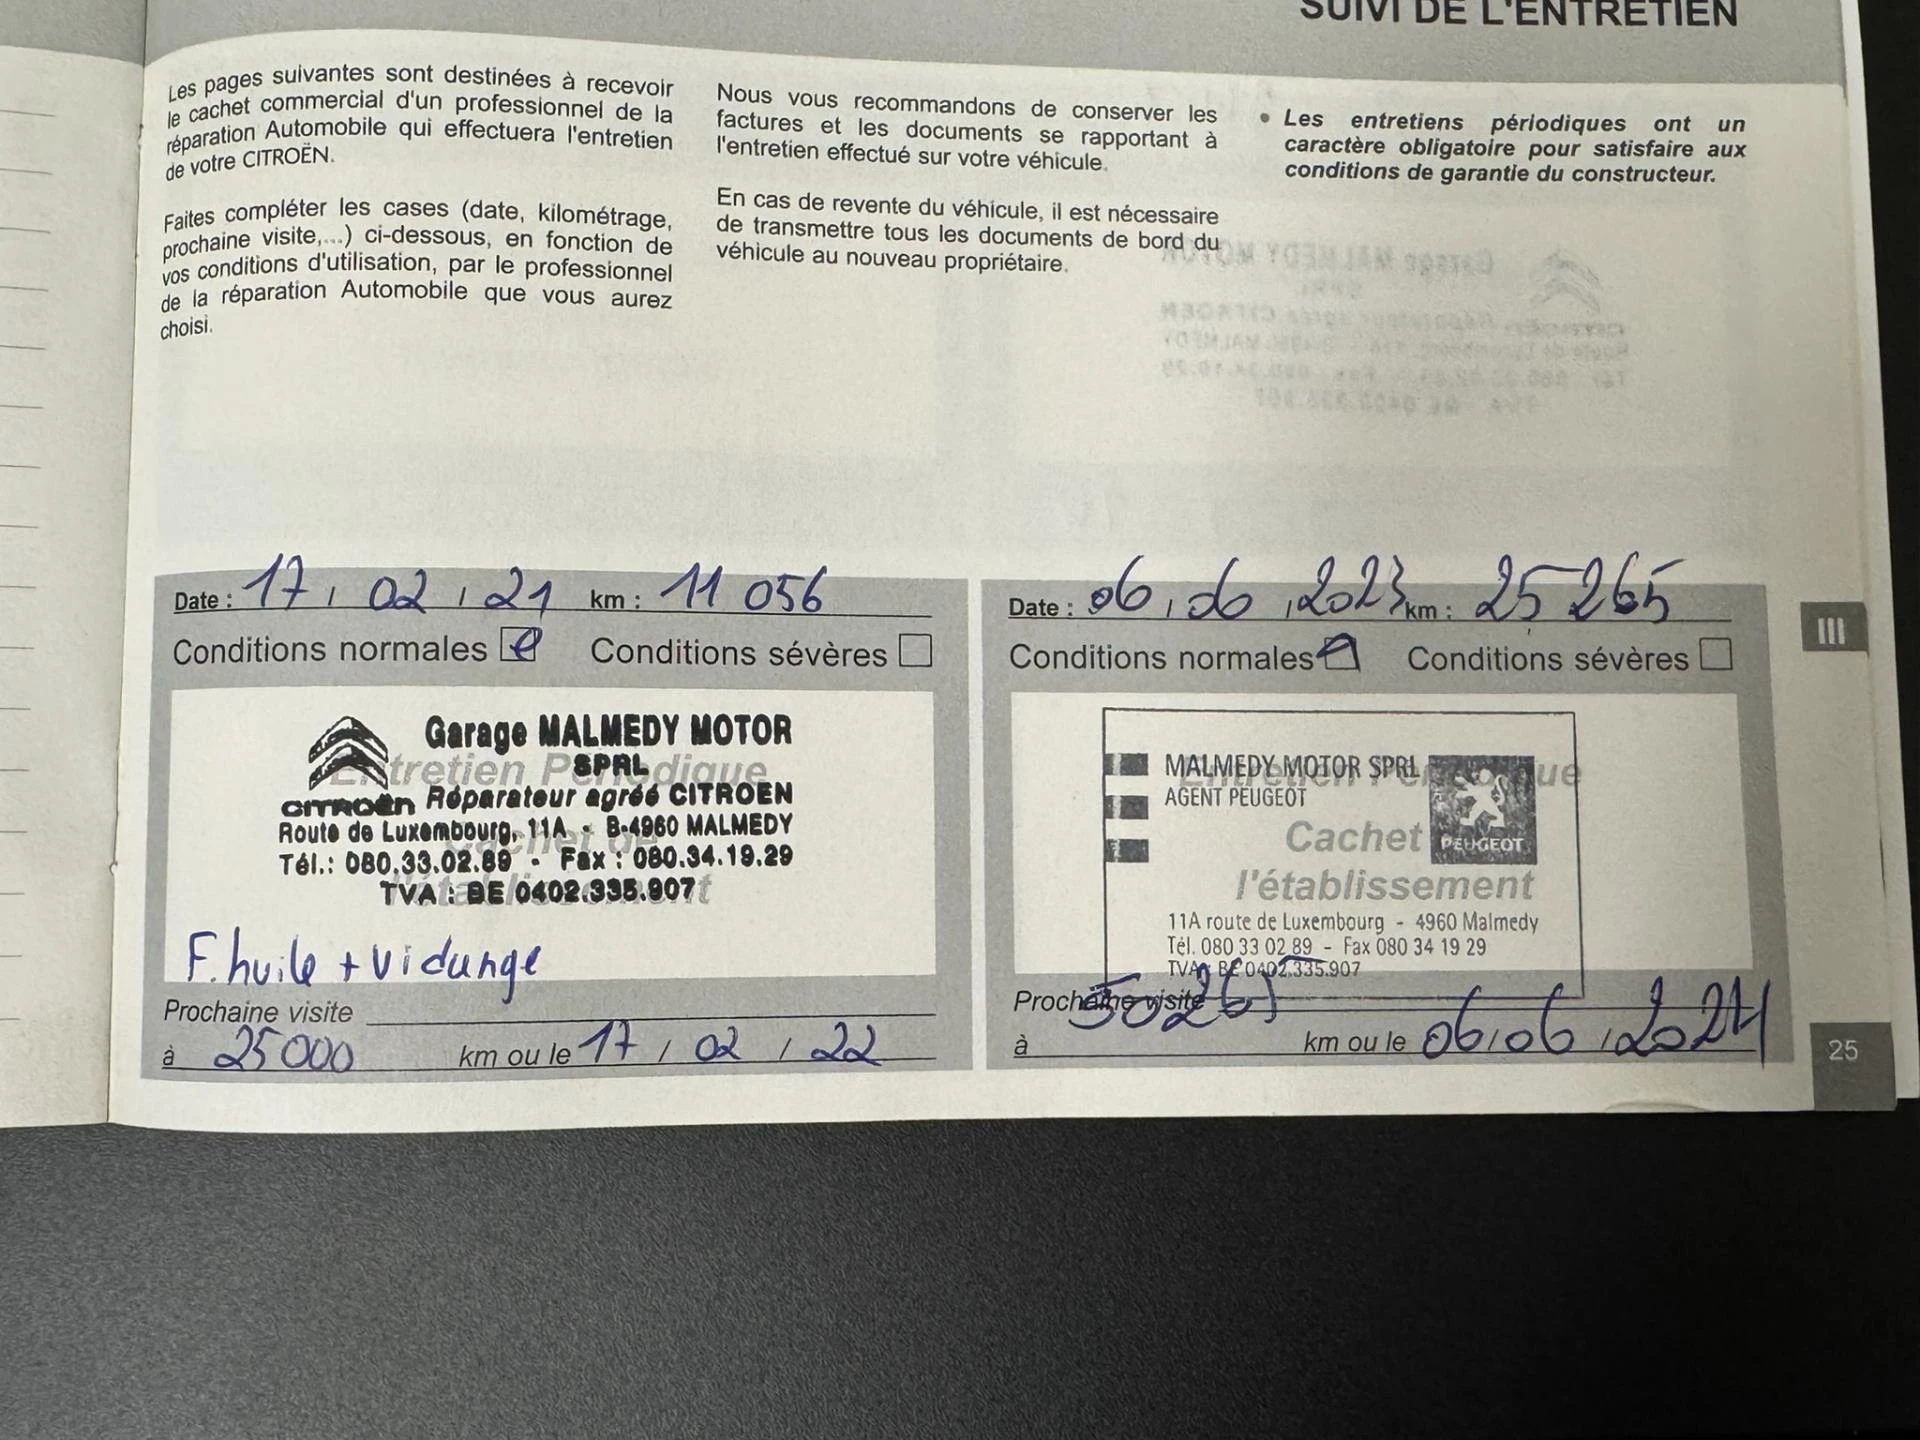 SUIVI DE L'ENTRETIEN
Les pages suivantes sont destinées à recevoir
le cachet commercial d'un professionnel de la
réparation Automobile qui effectuera l'entretien
de votre CITROËN.
Faites compléter les cases (date, kilométrage,
prochaine visite,...) ci-dessous, en fonction de
vos conditions d'utilisation, par le professionnel
de la réparation Automobile que vous aurez
choisi.
Nous vous recommandons de conserver les
factures et les documents se rapportant à
l'entretien effectué sur votre véhicule.
En cas de revente du véhicule, il est nécessaire
de transmettre tous les documents de bord du
véhicule au nouveau propriétaire.
• Les entretiens périodiques ont un
caractère obligatoire pour satisfaire aux
conditions de garantie du constructeur.
Date : 17 / 02 / 21 km : 11 056
Conditions normales Conditions sévères
Entretien Périodique
Cachet de
l'établissement
Garage MALMEDY MOTOR
SPRL
CITROËN Réparateur agréé CITROEN
Route de Luxembourg, 11A - B-4960 MALMEDY
Tél.: 080.33.02.89 - Fax : 080.34.19.29
TVA : BE 0402.335.907
F. huile + vidange
Prochaine visite
à 25000 km ou le 17 / 02 / 22
Date : 06 / 06 / 2023 km : 25 265
Conditions normales Conditions sévères
Entretien Périodique
Cachet
l'établissement
MALMEDY MOTOR SPRL
AGENT PEUGEOT
PEUGEOT
11A route de Luxembourg - 4960 Malmedy
Tél. 080 33 02 89 - Fax 080 34 19 29
TVA : BE 0402.335.907
Prochaine visite
à 50265 km ou le 06 / 06 / 2024
III
25